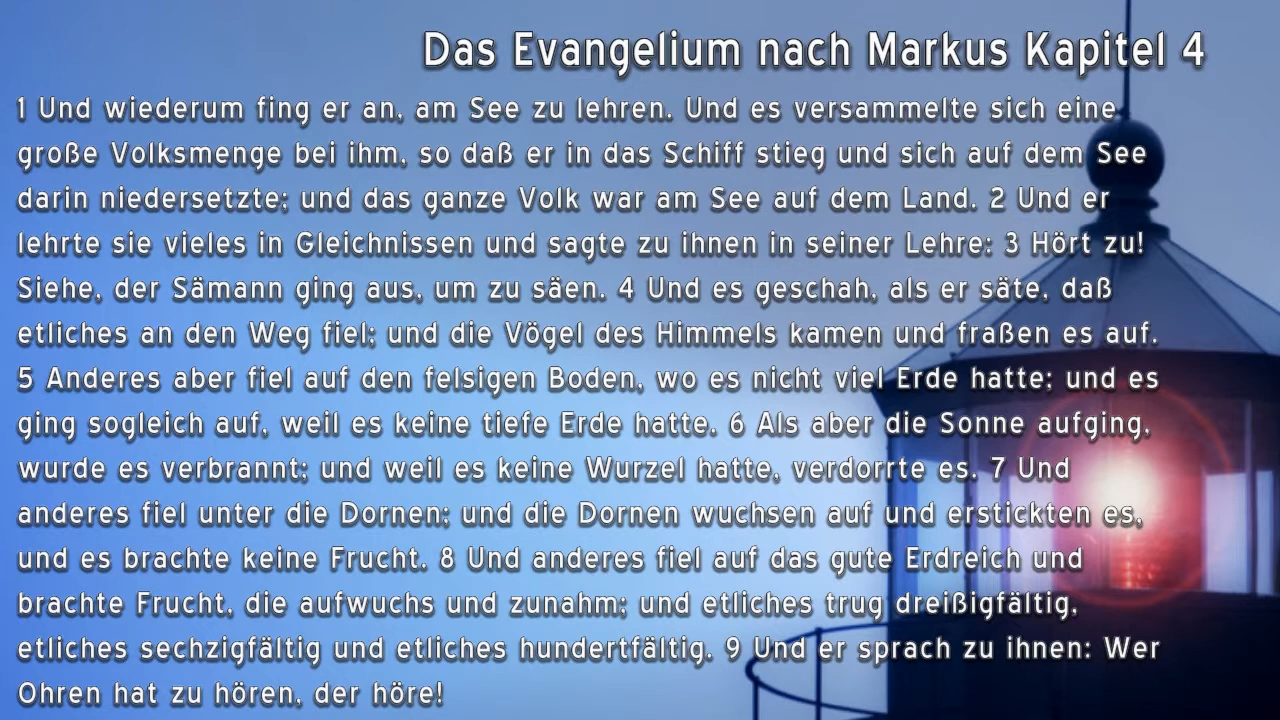 Das Evangelium nach Markus Kapitel 4
1 Und wiederum fing er an, am See zu lehren. Und es versammelte sich eine
große Volksmenge bei ihm, so daß er in das Schiff stieg und sich auf dem See
darin niedersetzte; und das ganze Volk war am See auf dem Land. 2 Und er
lehrte sie vieles in Gleichnissen und sagte zu ihnen in seiner Lehre: 3 Hört zu!
Siehe, der Sämann ging aus, um zu säen. 4 Und es geschah, als er säte, daß
etliches an den Weg fiel; und die Vögel des Himmels kamen und fraßen es auf.
5 Anderes aber fiel auf den felsigen Boden, wo es nicht viel Erde hatte; und es
ging sogleich auf, weil es keine tiefe Erde hatte. 6 Als aber die Sonne aufging,
wurde es verbrannt; und weil es keine Wurzel hatte, verdorrte es. 7 Und
anderes fiel unter die Dornen; und die Dornen wuchsen auf und erstickten es,
und es brachte keine Frucht. 8 Und anderes fiel auf das gute Erdreich und
brachte Frucht, die aufwuchs und zunahm; und etliches trug dreißigfältig,
etliches sechzigfältig und etliches hundertfältig. 9 Und er sprach zu ihnen: Wer
Ohren hat zu hören, der höre!